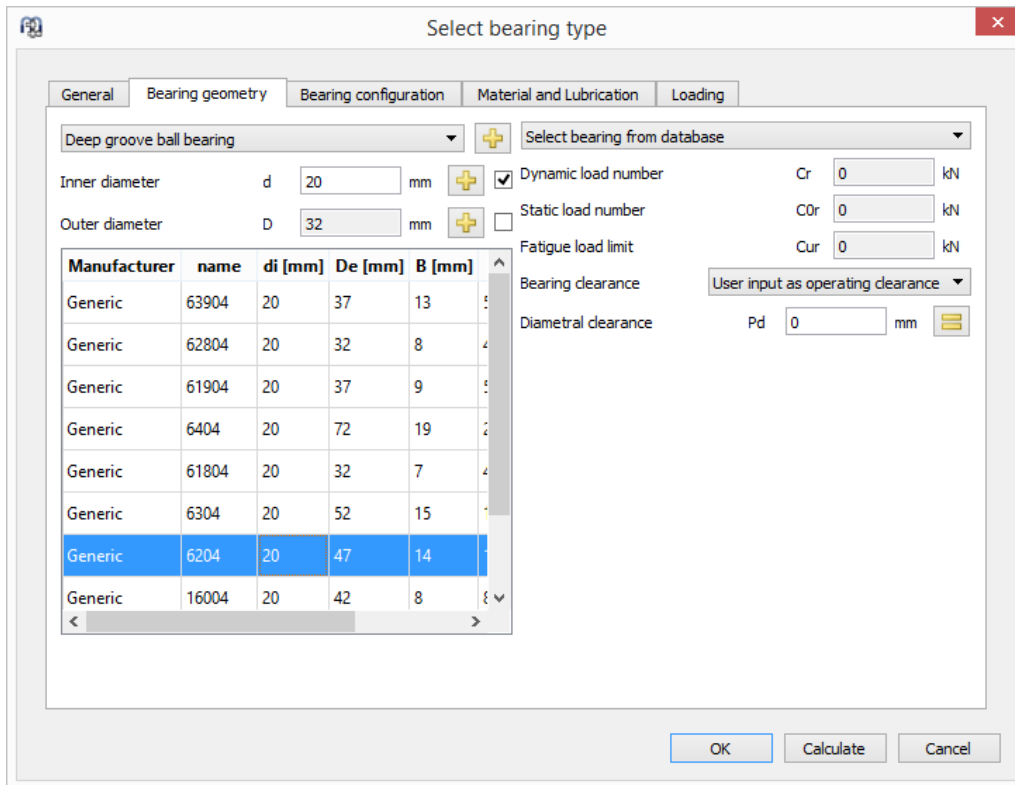 Select bearing type
General Bearing geometry Bearing configuration Material and Lubrication Loading
Deep groove ball bearing
Inner diameter d 20 mm
Outer diameter D 32 mm
Manufacturer name di [mm] De [mm] B [mm]
Generic 63904 20 37 13
Generic 62804 20 32 8
Generic 61904 20 37 9
Generic 6404 20 72 19
Generic 61804 20 32 7
Generic 6304 20 52 15
Generic 6204 20 47 14
Generic 16004 20 42 8
Select bearing from database
Dynamic load number Cr 0 kN
Static load number C0r 0 kN
Fatigue load limit Cur 0 kN
Bearing clearance User input as operating clearance
Diametral clearance Pd 0 mm
OK Calculate Cancel